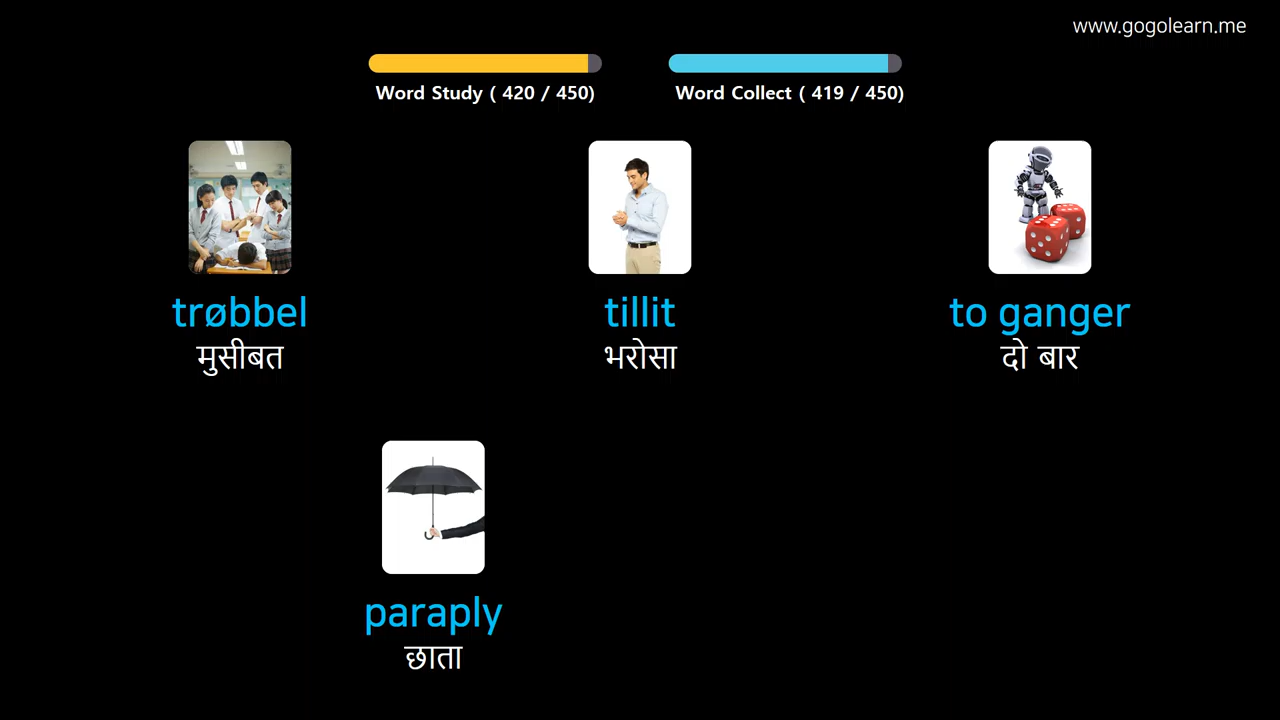 www.gogolearn.me
Word Study ( 420 / 450)
Word Collect ( 419 / 450)
trøbbel
मुसीबत
tillit
भरोसा
to ganger
दो बार
paraply
छाता